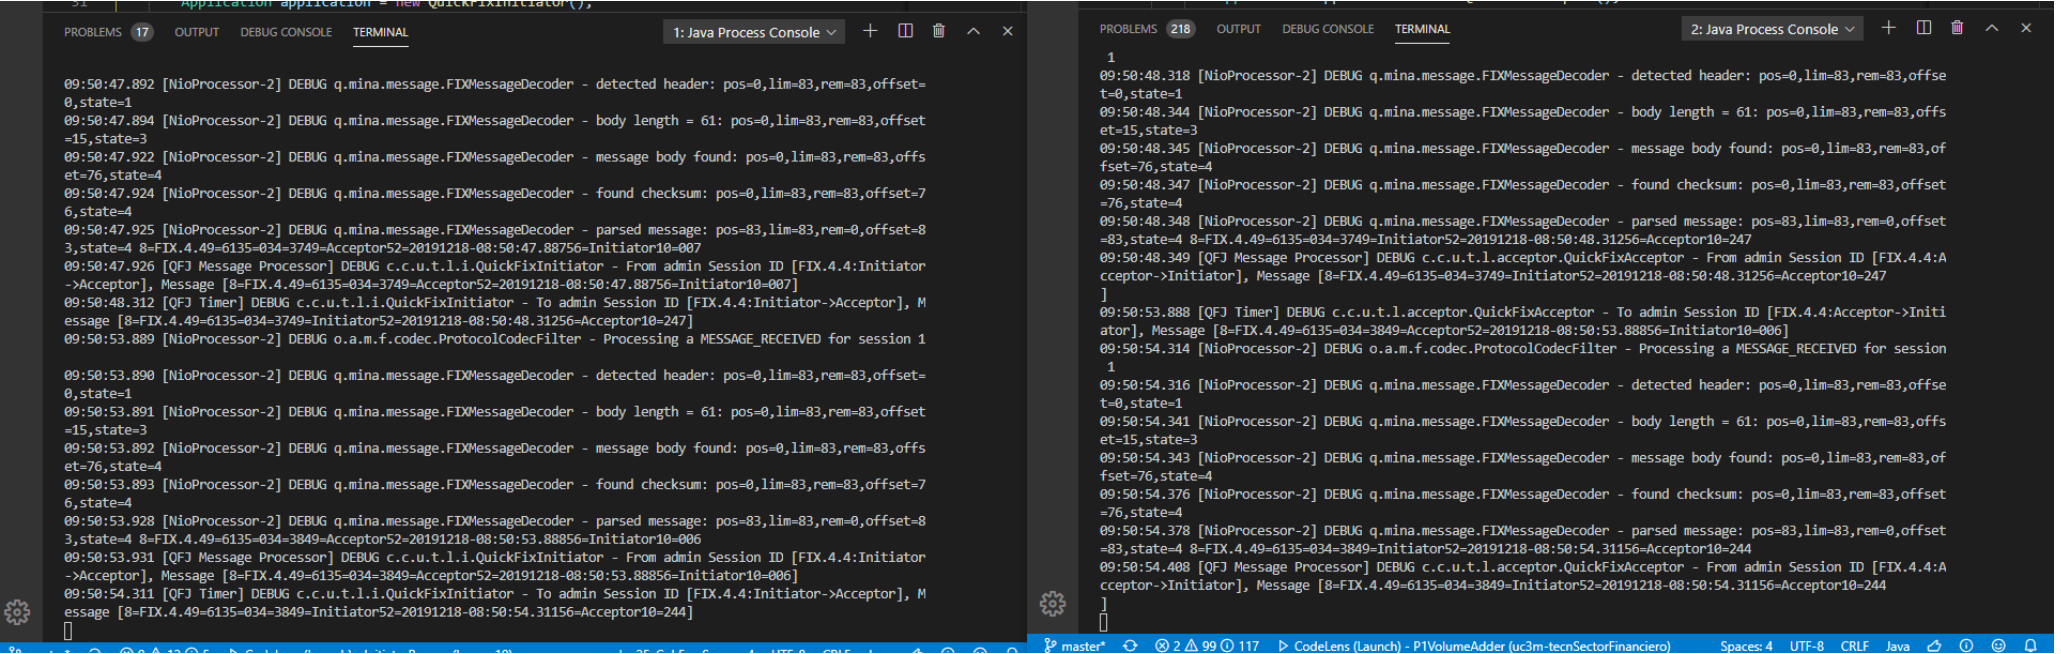 31 Application application = new QuickFixInitiator();
PROBLEMS 17 OUTPUT DEBUG CONSOLE TERMINAL 1: Java Process Console
09:50:47.892 [NioProcessor-2] DEBUG q.mina.message.FIXMessageDecoder - detected header: pos=0,lim=83,rem=83,offset=
0,state=1
09:50:47.894 [NioProcessor-2] DEBUG q.mina.message.FIXMessageDecoder - body length = 61: pos=0,lim=83,rem=83,offset
=15,state=3
09:50:47.922 [NioProcessor-2] DEBUG q.mina.message.FIXMessageDecoder - message body found: pos=0,lim=83,rem=83,offs
et=76,state=4
09:50:47.924 [NioProcessor-2] DEBUG q.mina.message.FIXMessageDecoder - found checksum: pos=0,lim=83,rem=83,offset=7
6,state=4
09:50:47.925 [NioProcessor-2] DEBUG q.mina.message.FIXMessageDecoder - parsed message: pos=83,lim=83,rem=0,offset=8
3,state=4 8=FIX.4.49=6135=034=3749=Acceptor52=20191218-08:50:47.88756=Initiator10=007
09:50:47.926 [QFJ Message Processor] DEBUG c.c.u.t.l.i.QuickFixInitiator - From admin Session ID [FIX.4.4:Initiator
->Acceptor], Message [8=FIX.4.49=6135=034=3749=Acceptor52=20191218-08:50:47.88756=Initiator10=007]
09:50:48.312 [QFJ Timer] DEBUG c.c.u.t.l.i.QuickFixInitiator - To admin Session ID [FIX.4.4:Initiator->Acceptor], M
essage [8=FIX.4.49=6135=034=3749=Initiator52=20191218-08:50:48.31256=Acceptor10=247]
09:50:53.889 [NioProcessor-2] DEBUG o.a.m.f.codec.ProtocolCodecFilter - Processing a MESSAGE_RECEIVED for session 1
09:50:53.890 [NioProcessor-2] DEBUG q.mina.message.FIXMessageDecoder - detected header: pos=0,lim=83,rem=83,offset=
0,state=1
09:50:53.891 [NioProcessor-2] DEBUG q.mina.message.FIXMessageDecoder - body length = 61: pos=0,lim=83,rem=83,offset
=15,state=3
09:50:53.892 [NioProcessor-2] DEBUG q.mina.message.FIXMessageDecoder - message body found: pos=0,lim=83,rem=83,offs
et=76,state=4
09:50:53.893 [NioProcessor-2] DEBUG q.mina.message.FIXMessageDecoder - found checksum: pos=0,lim=83,rem=83,offset=7
6,state=4
09:50:53.928 [NioProcessor-2] DEBUG q.mina.message.FIXMessageDecoder - parsed message: pos=83,lim=83,rem=0,offset=8
3,state=4 8=FIX.4.49=6135=034=3849=Acceptor52=20191218-08:50:53.88856=Initiator10=006
09:50:53.931 [QFJ Message Processor] DEBUG c.c.u.t.l.i.QuickFixInitiator - From admin Session ID [FIX.4.4:Initiator
->Acceptor], Message [8=FIX.4.49=6135=034=3849=Acceptor52=20191218-08:50:53.88856=Initiator10=006]
09:50:54.311 [QFJ Timer] DEBUG c.c.u.t.l.i.QuickFixInitiator - To admin Session ID [FIX.4.4:Initiator->Acceptor], M
essage [8=FIX.4.49=6135=034=3849=Initiator52=20191218-08:50:54.31156=Acceptor10=244]
PROBLEMS 218 OUTPUT DEBUG CONSOLE TERMINAL 2: Java Process Console
1
09:50:48.318 [NioProcessor-2] DEBUG q.mina.message.FIXMessageDecoder - detected header: pos=0,lim=83,rem=83,offse
t=0,state=1
09:50:48.344 [NioProcessor-2] DEBUG q.mina.message.FIXMessageDecoder - body length = 61: pos=0,lim=83,rem=83,offs
et=15,state=3
09:50:48.345 [NioProcessor-2] DEBUG q.mina.message.FIXMessageDecoder - message body found: pos=0,lim=83,rem=83,of
fset=76,state=4
09:50:48.347 [NioProcessor-2] DEBUG q.mina.message.FIXMessageDecoder - found checksum: pos=0,lim=83,rem=83,offset
=76,state=4
09:50:48.348 [NioProcessor-2] DEBUG q.mina.message.FIXMessageDecoder - parsed message: pos=83,lim=83,rem=0,offset
=83,state=4 8=FIX.4.49=6135=034=3749=Initiator52=20191218-08:50:48.31256=Acceptor10=247
09:50:48.349 [QFJ Message Processor] DEBUG c.c.u.t.l.acceptor.QuickFixAcceptor - From admin Session ID [FIX.4.4:A
cceptor->Initiator], Message [8=FIX.4.49=6135=034=3749=Initiator52=20191218-08:50:48.31256=Acceptor10=247
]
09:50:53.888 [QFJ Timer] DEBUG c.c.u.t.l.acceptor.QuickFixAcceptor - To admin Session ID [FIX.4.4:Acceptor->Initi
ator], Message [8=FIX.4.49=6135=034=3849=Acceptor52=20191218-08:50:53.88856=Initiator10=006]
09:50:54.314 [NioProcessor-2] DEBUG o.a.m.f.codec.ProtocolCodecFilter - Processing a MESSAGE_RECEIVED for session
1
09:50:54.316 [NioProcessor-2] DEBUG q.mina.message.FIXMessageDecoder - detected header: pos=0,lim=83,rem=83,offse
t=0,state=1
09:50:54.341 [NioProcessor-2] DEBUG q.mina.message.FIXMessageDecoder - body length = 61: pos=0,lim=83,rem=83,offs
et=15,state=3
09:50:54.343 [NioProcessor-2] DEBUG q.mina.message.FIXMessageDecoder - message body found: pos=0,lim=83,rem=83,of
fset=76,state=4
09:50:54.376 [NioProcessor-2] DEBUG q.mina.message.FIXMessageDecoder - found checksum: pos=0,lim=83,rem=83,offset
=76,state=4
09:50:54.378 [NioProcessor-2] DEBUG q.mina.message.FIXMessageDecoder - parsed message: pos=83,lim=83,rem=0,offset
=83,state=4 8=FIX.4.49=6135=034=3849=Initiator52=20191218-08:50:54.31156=Acceptor10=244
09:50:54.408 [QFJ Message Processor] DEBUG c.c.u.t.l.acceptor.QuickFixAcceptor - From admin Session ID [FIX.4.4:A
cceptor->Initiator], Message [8=FIX.4.49=6135=034=3849=Initiator52=20191218-08:50:54.31156=Acceptor10=244
]
master* 2 99 117 CodeLens (Launch) - P1VolumeAdder (uc3m-tecnSectorFinanciero) Spaces: 4 UTF-8 CRLF Java